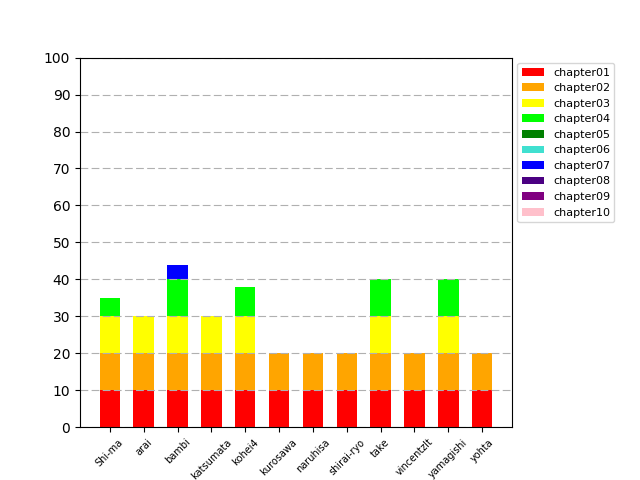 100
90
80
70
60
50
40
30
20
10
0
Shi-ma
arai
bambi
katsumata
kohei4
kurosawa
naruhisa
shirai-ryo
take
vincentzlt
yamagishi
yohta
chapter01
chapter02
chapter03
chapter04
chapter05
chapter06
chapter07
chapter08
chapter09
chapter10